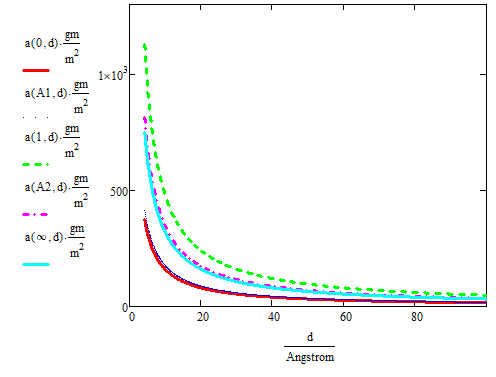 a(0,d)·gm/m²
a(A1,d)·gm/m²
a(1,d)·gm/m²
a(A2,d)·gm/m²
a(∞,d)·gm/m²
1×10³
500
0
0 20 40 60 80
d
Angstrom